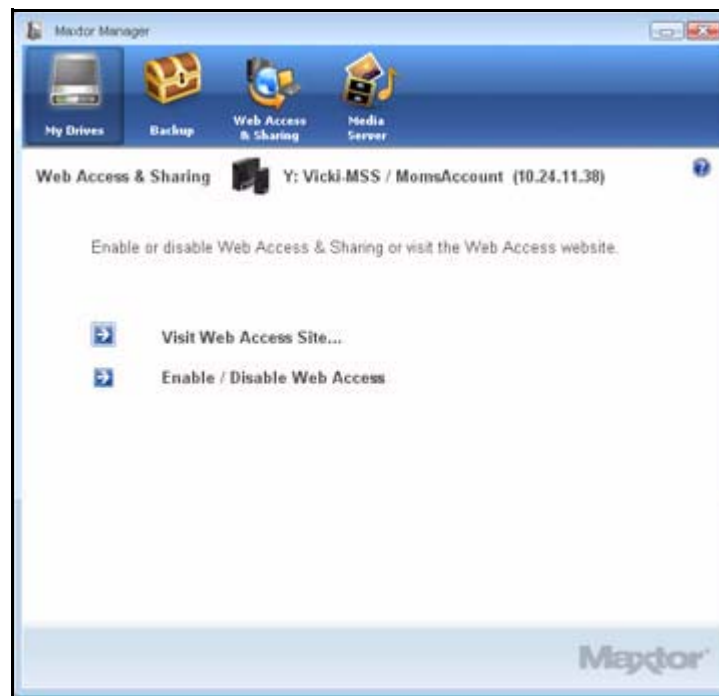 Maxtor Manager
My Drives
Backup
Web Access
& Sharing
Media
Server
Web Access & Sharing
Y: Vicki-MSS / MomsAccount (10.24.11.38)
Enable or disable Web Access & Sharing or visit the Web Access website.
Visit Web Access Site...
Enable / Disable Web Access
Maxtor